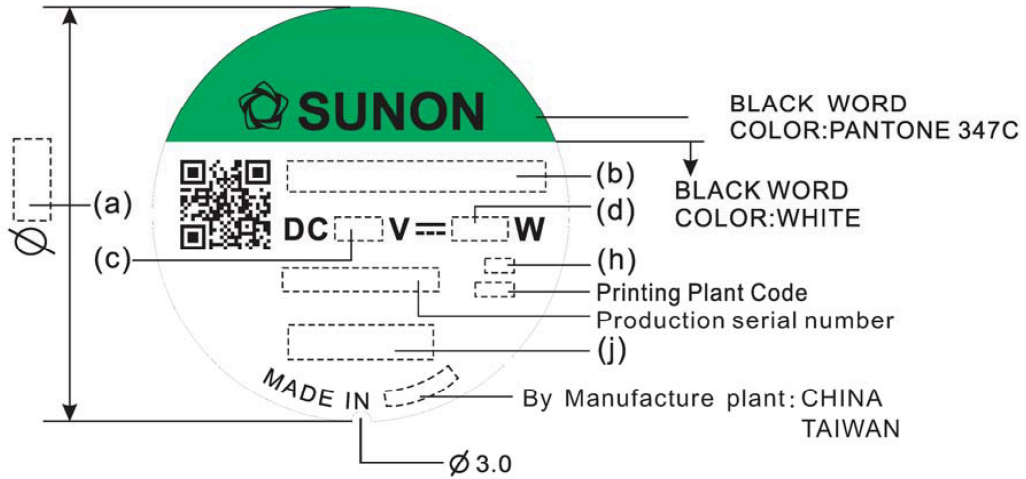 SUNON
BLACK WORD
COLOR:PANTONE 347C
(b)
BLACK WORD
COLOR:WHITE
(a)
Ø
DC V⎓ W
(d)
(c)
(h)
Printing Plant Code
Production serial number
(j)
MADE IN
By Manufacture plant: CHINA
TAIWAN
Ø3.0